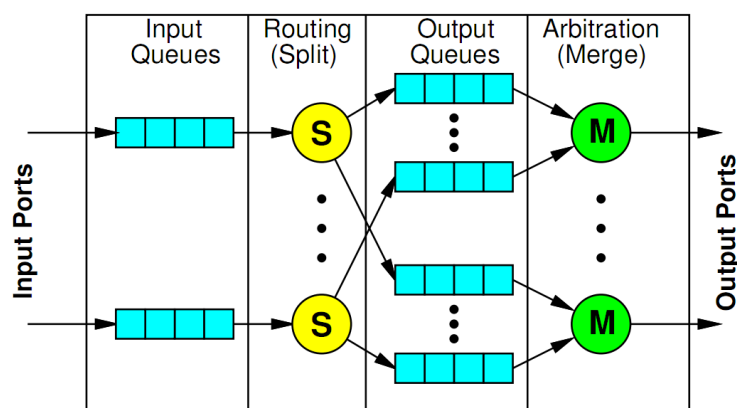 Input
Queues
Routing
(Split)
Output
Queues
Arbitration
(Merge)
Input Ports
S
M
S
M
Output Ports